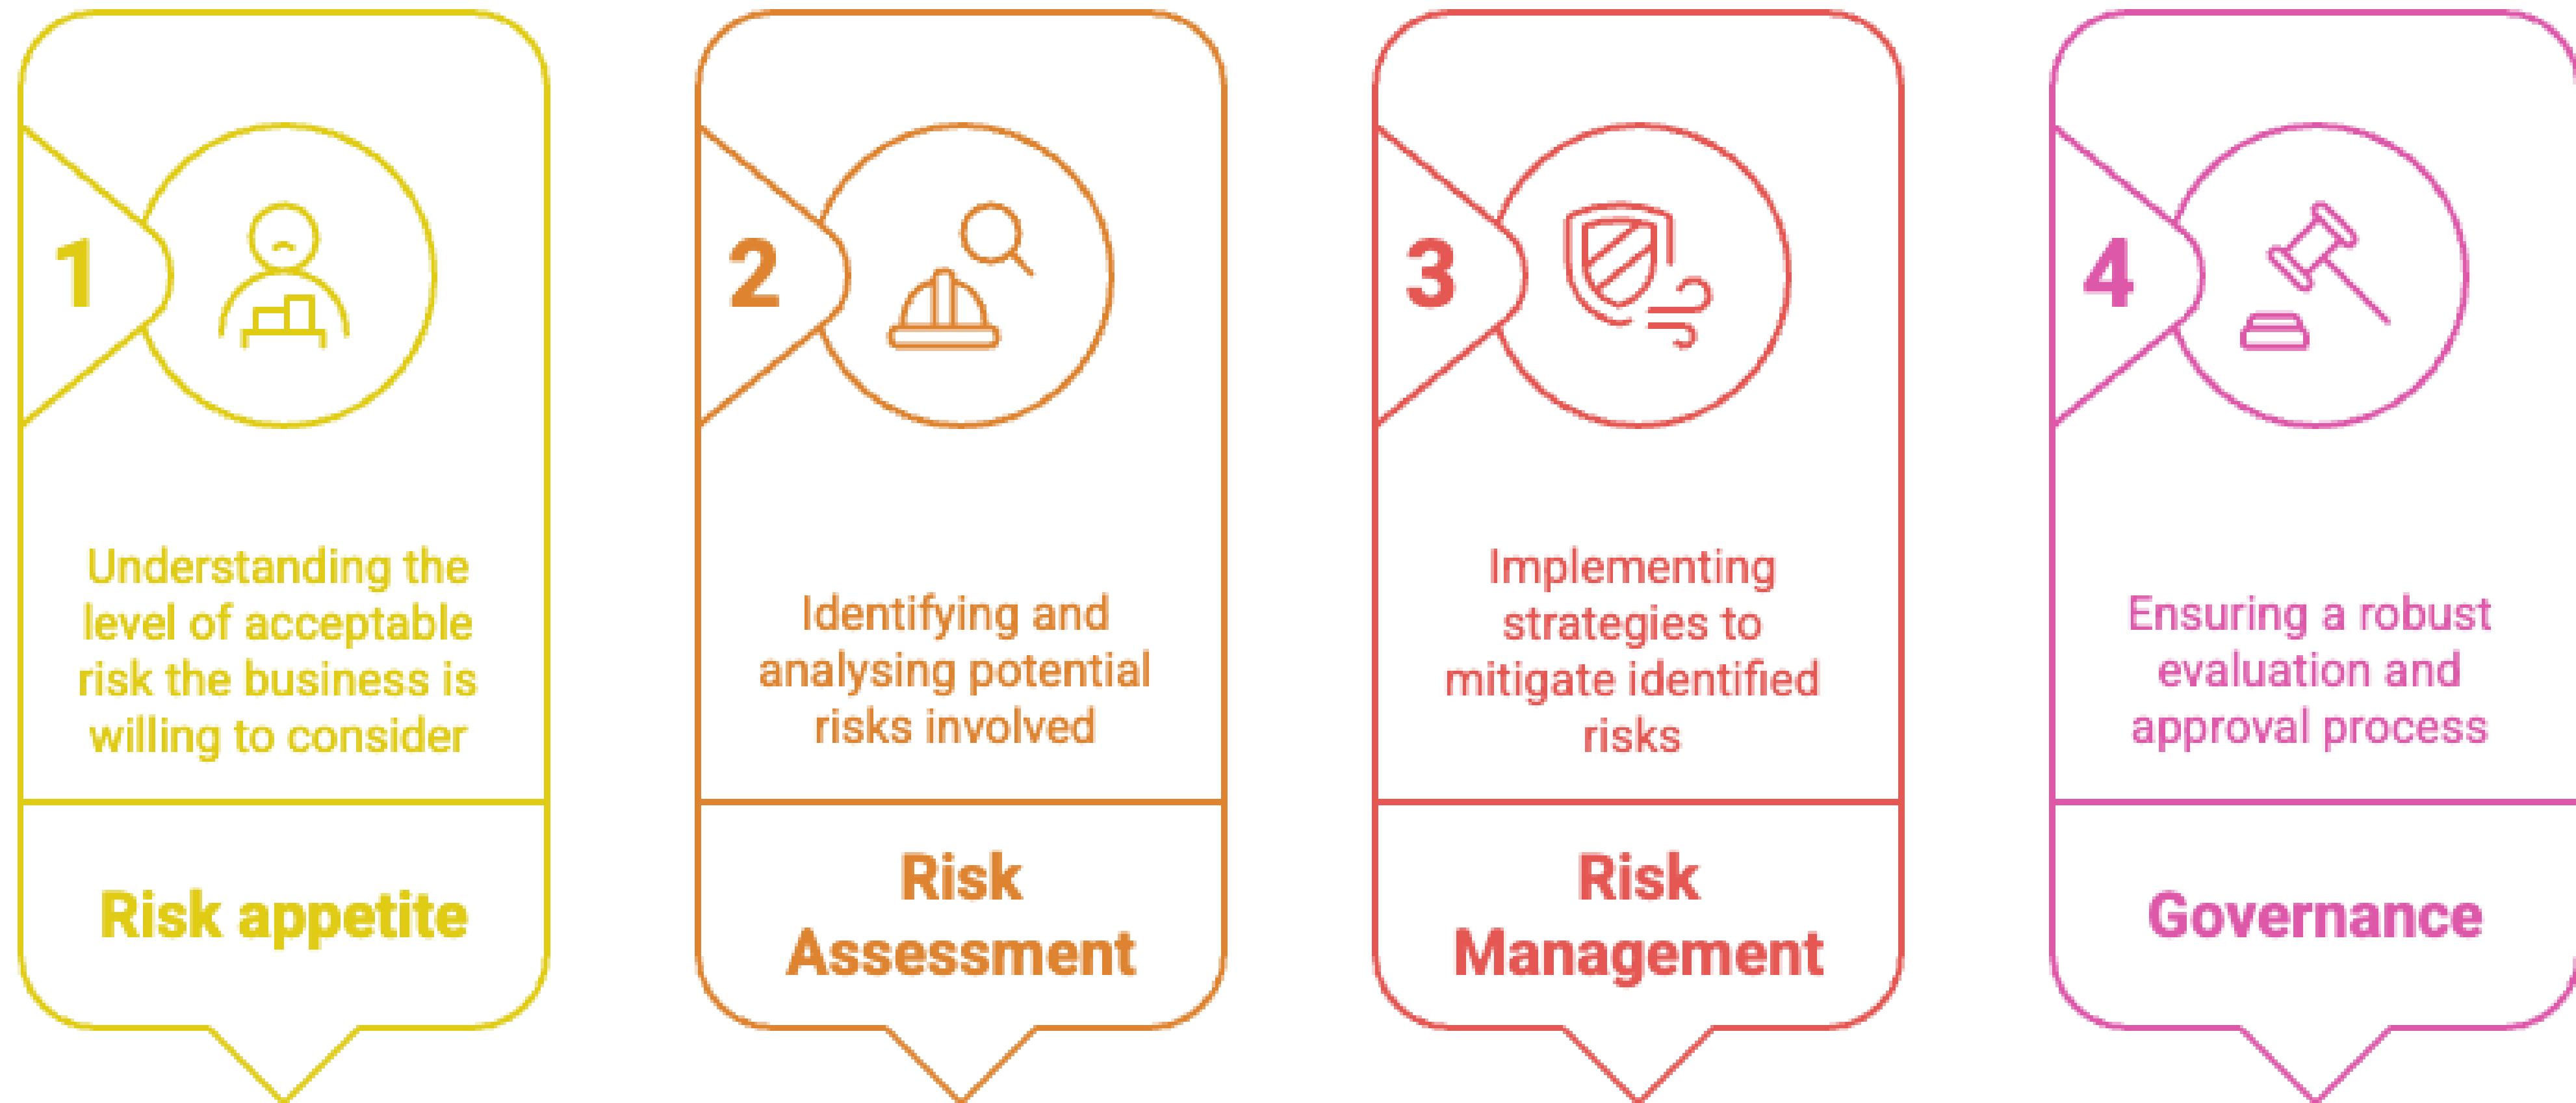 1
Understanding the
level of acceptable
risk the business is
willing to consider
Risk appetite
2
Identifying and
analysing potential
risks involved
Risk
Assessment
3
Implementing
strategies to
mitigate identified
risks
Risk
Management
4
Ensuring a robust
evaluation and
approval process
Governance